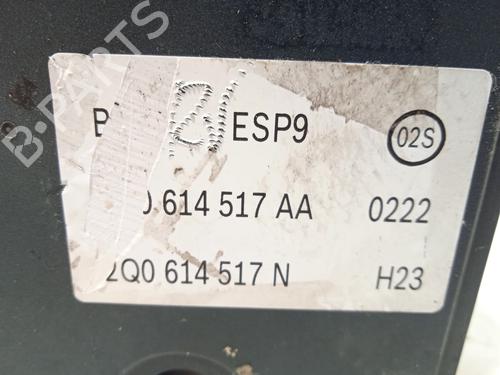 B-PARTS
ESP9 02S
0 614 517 AA 0222
2Q0 614 517 N H23